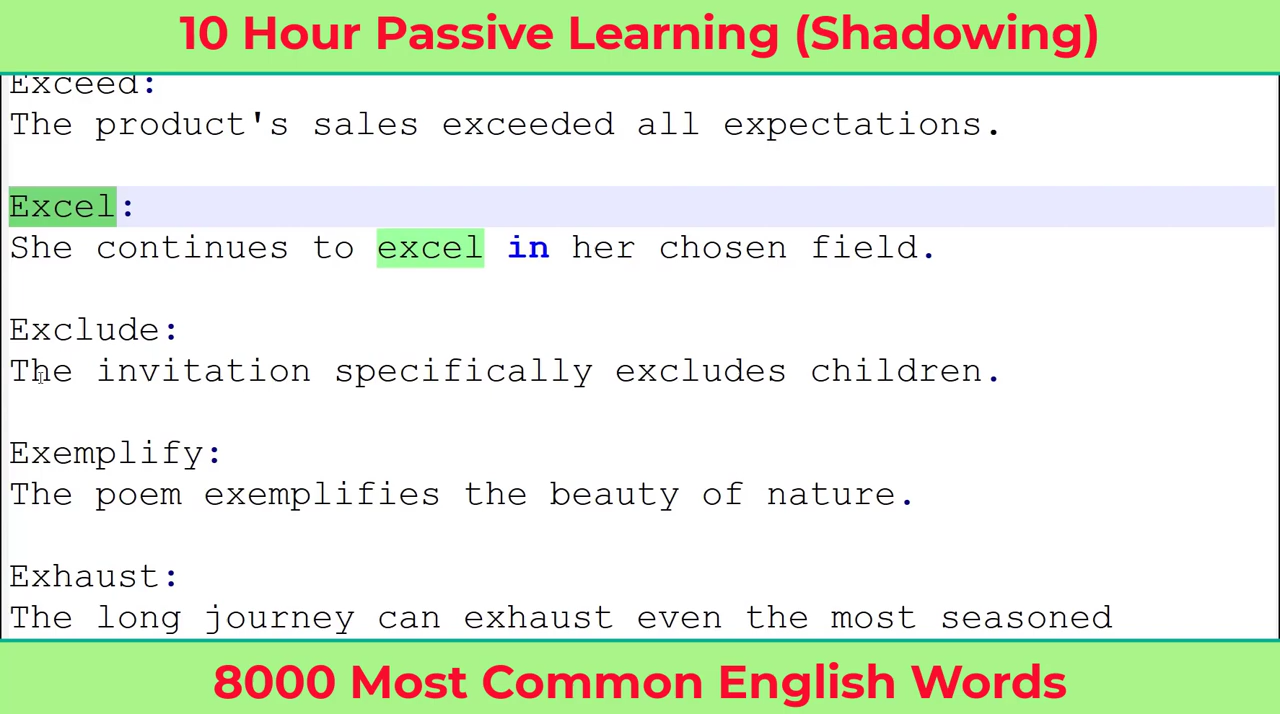 10 Hour Passive Learning (Shadowing)
Exceed:
The product's sales exceeded all expectations.
Excel:
She continues to excel in her chosen field.
Exclude:
The invitation specifically excludes children.
Exemplify:
The poem exemplifies the beauty of nature.
Exhaust:
The long journey can exhaust even the most seasoned
8000 Most Common English Words